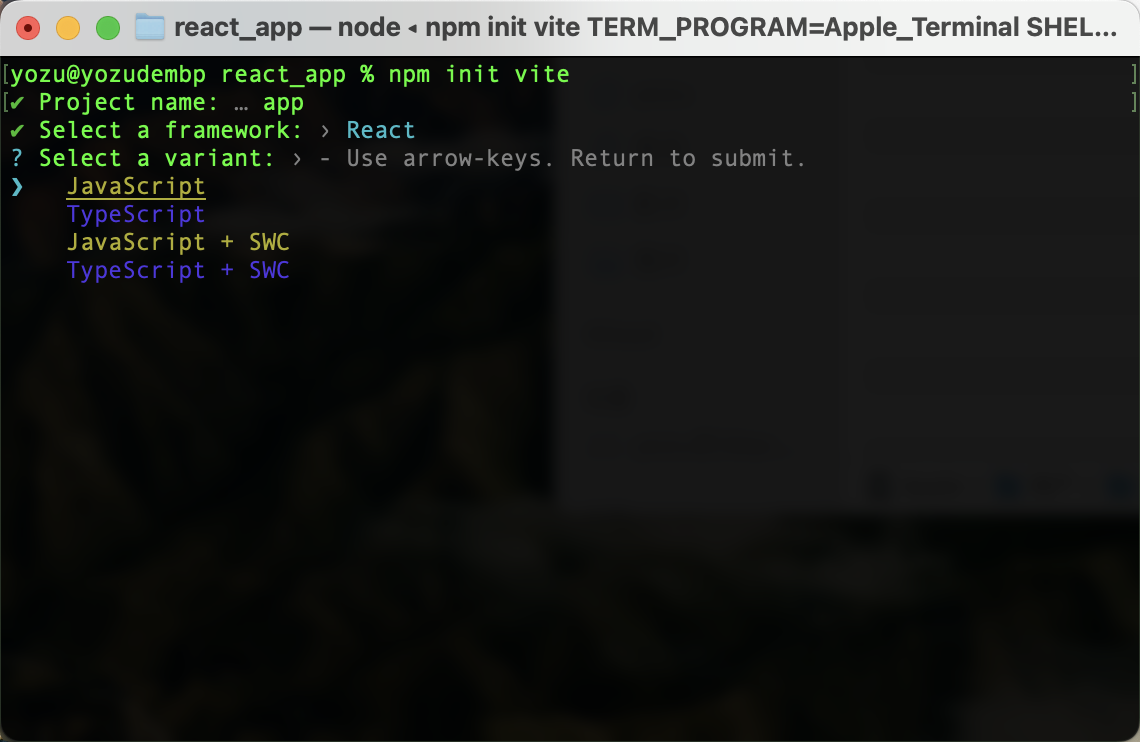 react_app — node ◂ npm init vite TERM_PROGRAM=Apple_Terminal SHEL...
[yozu@yozudembp react_app % npm init vite ]
[✔ Project name: … app ]
✔ Select a framework: › React
? Select a variant: › - Use arrow-keys. Return to submit.
❯ JavaScript
TypeScript
JavaScript + SWC
TypeScript + SWC